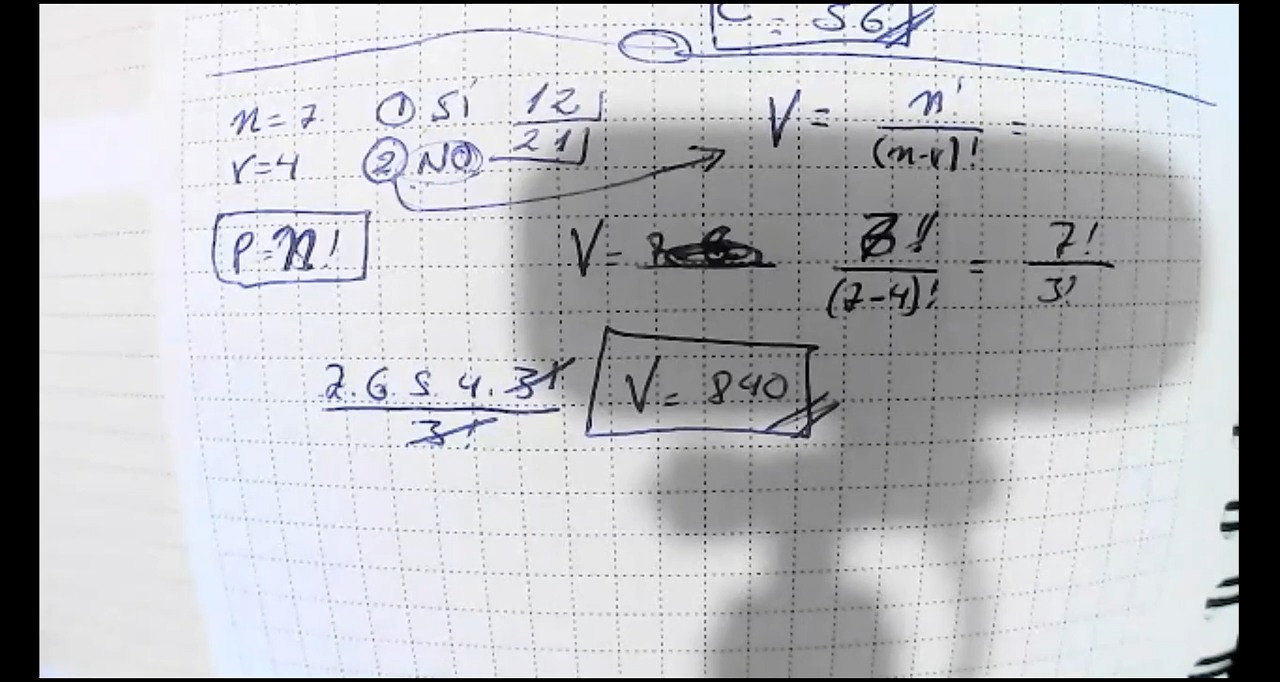 C = 56
n=7 ① Sí 12
r=4 ② NO 21
V = n! / (n-r)! =
P=n!
V = 7! / (7-4)! = 7! / 3!
7.6.5.4.3! / 3!
V = 840